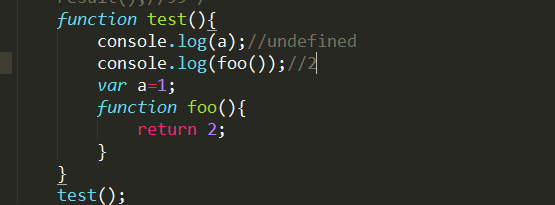 function test(){
console.log(a);//undefined
console.log(foo());//2
var a=1;
function foo(){
return 2;
}
}
test();